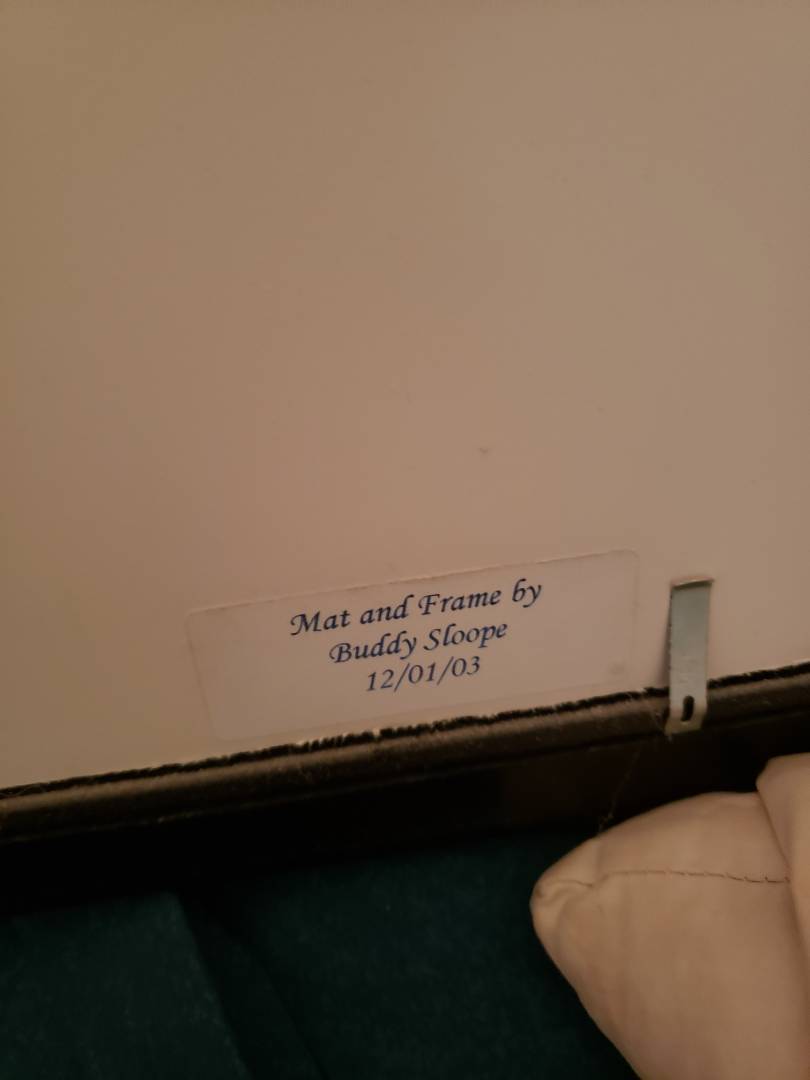 Mat and Frame by
Buddy Sloope
12/01/03